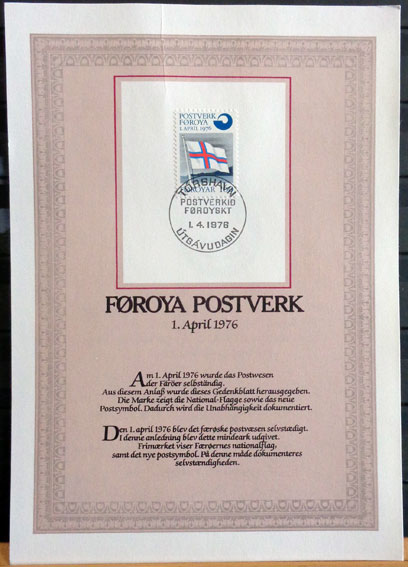 POSTVERK
FØROYA
1. APRIL 1976
FØROYAR
TÓRSHAVN
POSTVERKIÐ
FØROYSKT
1. 4. 1976
ÚTGÁVUDAGIN
FØROYA POSTVERK
1. April 1976
Am 1. April 1976 wurde das Postwesen
der Färöer selbständig.
Aus diesem Anlaß wurde dieses Gedenkblatt herausgegeben.
Die Marke zeigt die National-Flagge sowie das neue
Postsymbol. Dadurch wird die Unabhängigkeit dokumentiert.
Den 1. april 1976 blev det færøske postvæsen selvstædigt.
I denne anledning blev dette mindeark udgivet.
Frimærket viser Færøernes nationalflag,
samt det nye postsymbol. På denne måde dokumenteres
selvstændigheden.